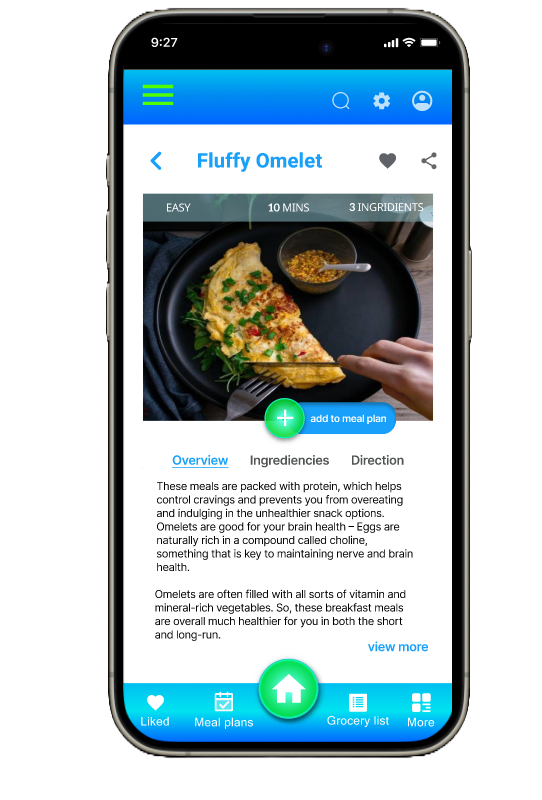 9:27
Fluffy Omelet
EASY
10 MINS
3 INGRIDIENTS
add to meal plan
Overview
Ingrediencies
Direction
These meals are packed with protein, which helps
control cravings and prevents you from overeating
and indulging in the unhealthier snack options.
Omelets are good for your brain health – Eggs are
naturally rich in a compound called choline,
something that is key to maintaining nerve and brain
health.
Omelets are often filled with all sorts of vitamin and
mineral-rich vegetables. So, these breakfast meals
are overall much healthier for you in both the short
and long-run.
view more
Liked
Meal plans
Grocery list
More